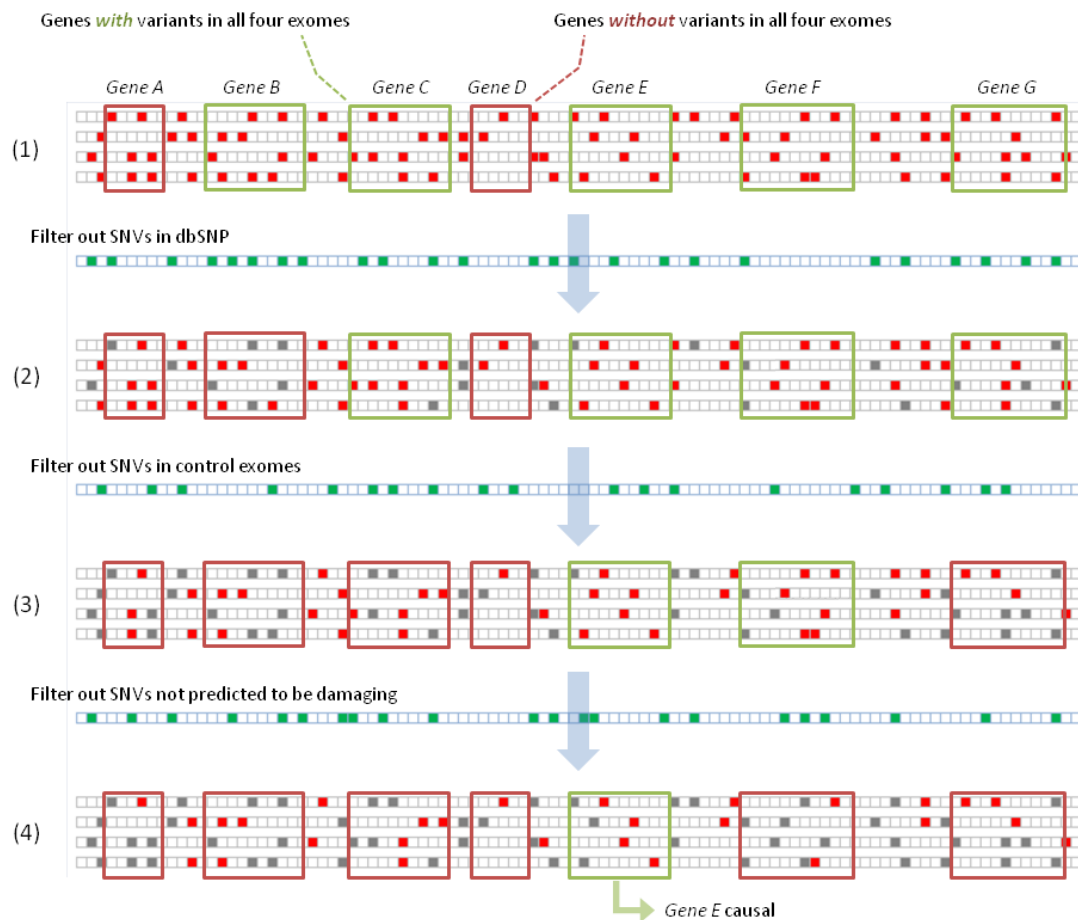 Genes with variants in all four exomes
Genes without variants in all four exomes
Gene A
Gene B
Gene C
Gene D
Gene E
Gene F
Gene G
(1)
Filter out SNVs in dbSNP
(2)
Filter out SNVs in control exomes
(3)
Filter out SNVs not predicted to be damaging
(4)
Gene E causal